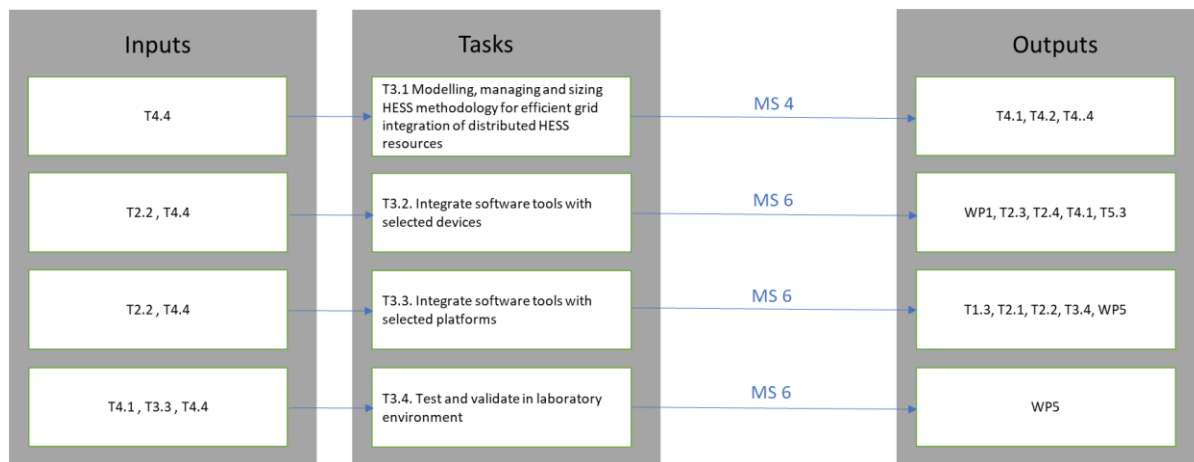 Inputs
Tasks
Outputs
T4.4
T3.1 Modelling, managing and sizing
HESS methodology for efficient grid
integration of distributed HESS
resources
MS 4
T4.1, T4.2, T4..4
T2.2 , T4.4
T3.2. Integrate software tools with
selected devices
MS 6
WP1, T2.3, T2.4, T4.1, T5.3
T2.2 , T4.4
T3.3. Integrate software tools with
selected platforms
MS 6
T1.3, T2.1, T2.2, T3.4, WP5
T4.1 , T3.3 , T4.4
T3.4. Test and validate in laboratory
environment
MS 6
WP5